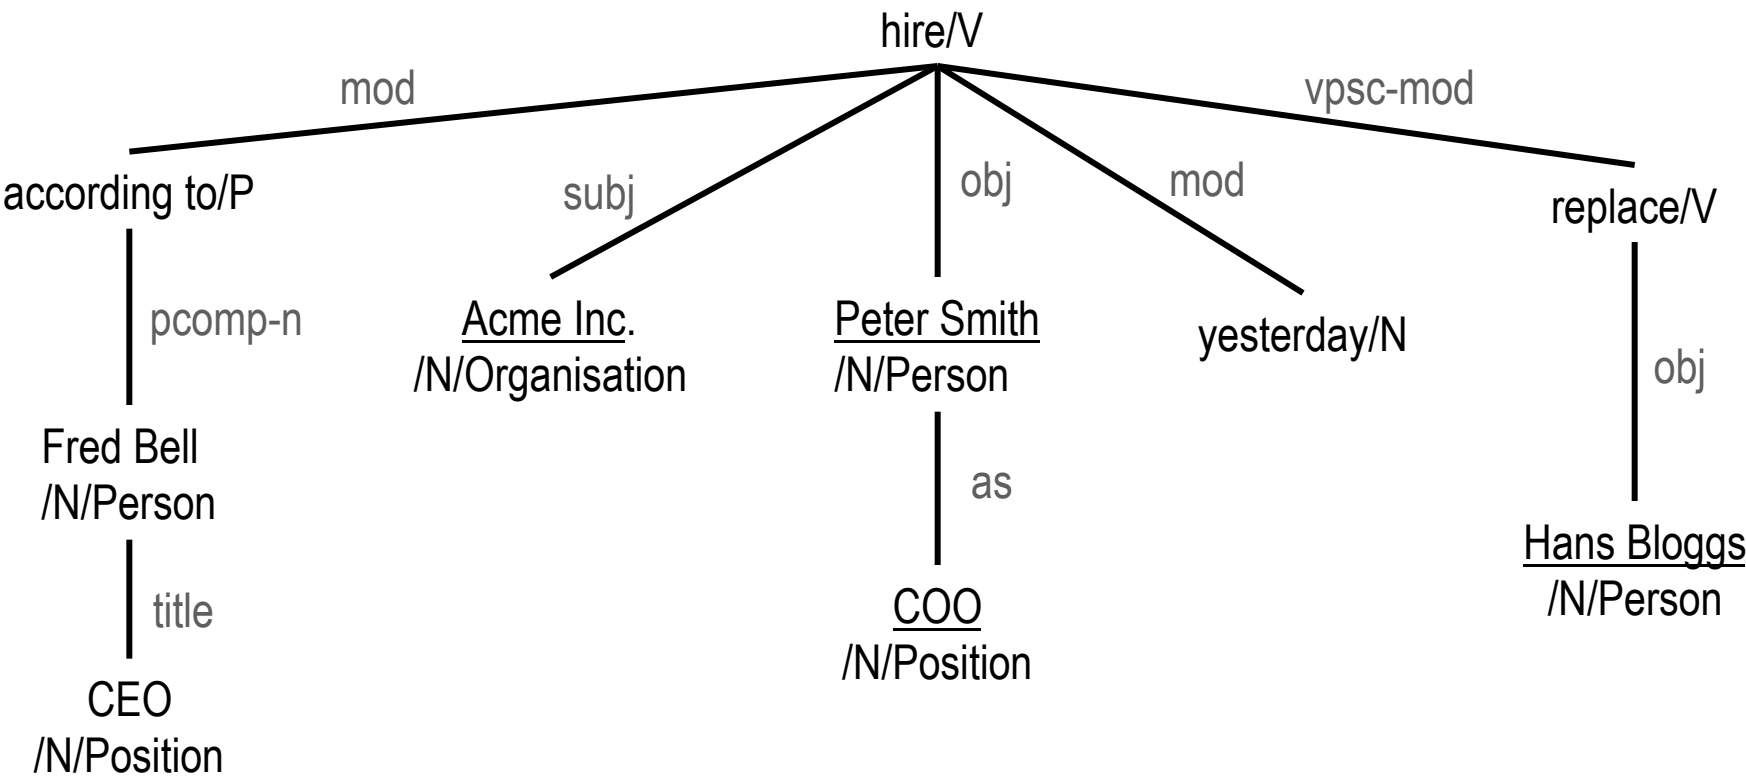 hire/V
mod
vpsc-mod
according to/P
subj
obj
mod
replace/V
pcomp-n
Acme Inc.
/N/Organisation
Peter Smith
/N/Person
yesterday/N
obj
Fred Bell
/N/Person
as
Hans Bloggs
/N/Person
title
COO
/N/Position
CEO
/N/Position